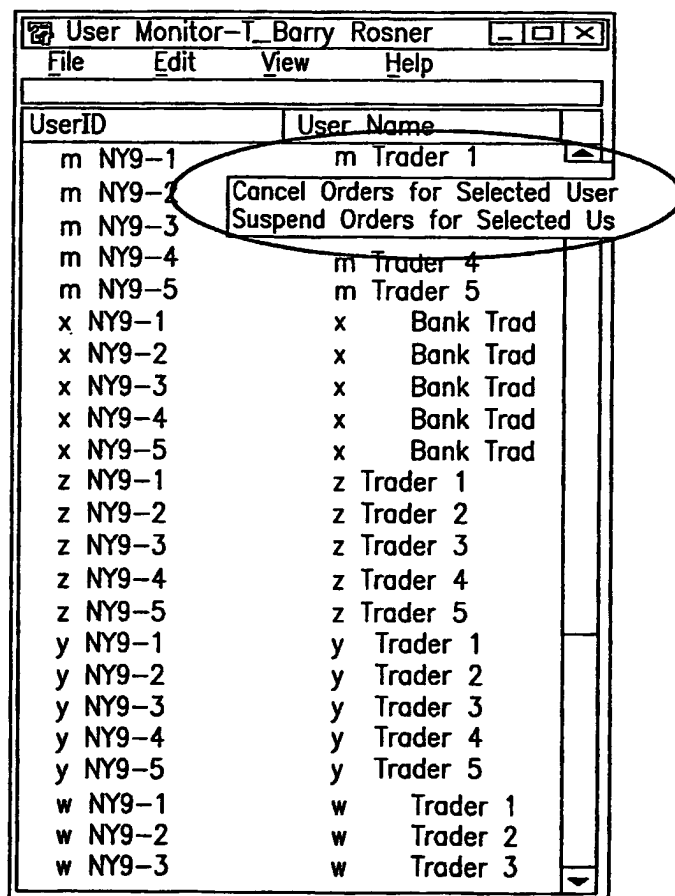 User Monitor-T_Barry Rosner
File Edit View Help
UserID User Name
m NY9-1 m Trader 1
m NY9-2 Cancel Orders for Selected User
m NY9-3 Suspend Orders for Selected Us
m NY9-4 m Trader 4
m NY9-5 m Trader 5
x NY9-1 x Bank Trad
x NY9-2 x Bank Trad
x NY9-3 x Bank Trad
x NY9-4 x Bank Trad
x NY9-5 x Bank Trad
z NY9-1 z Trader 1
z NY9-2 z Trader 2
z NY9-3 z Trader 3
z NY9-4 z Trader 4
z NY9-5 z Trader 5
y NY9-1 y Trader 1
y NY9-2 y Trader 2
y NY9-3 y Trader 3
y NY9-4 y Trader 4
y NY9-5 y Trader 5
w NY9-1 w Trader 1
w NY9-2 w Trader 2
w NY9-3 w Trader 3